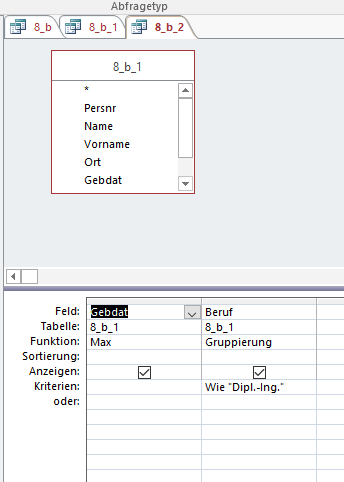 Abfragetyp
8_b 8_b_1 8_b_2
8_b_1
*
Persnr
Name
Vorname
Ort
Gebdat
Feld: Gebdat Beruf
Tabelle: 8_b_1 8_b_1
Funktion: Max Gruppierung
Sortierung:
Anzeigen:
Kriterien: Wie "Dipl.-Ing."
oder: